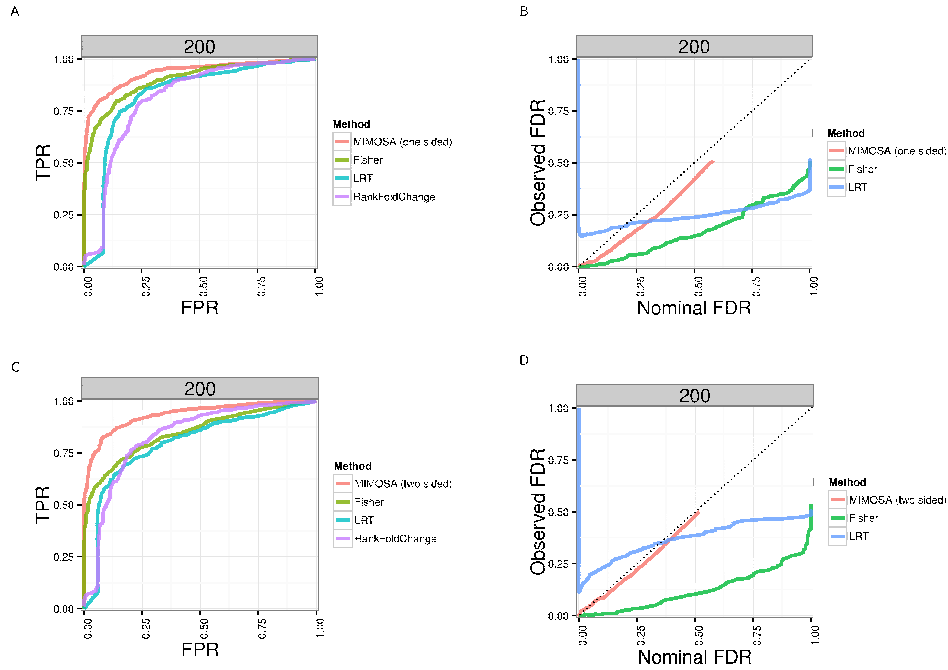 A
200
TPR
1.00
0.75
0.50
0.25
0.00
0.00
0.25
0.50
0.75
1.00
FPR
Method
MIMOSA (one sided)
Fisher
LRT
RankFoldChange
B
200
Observed FDR
1.00
0.75
0.50
0.25
0.00
0.00
0.25
0.50
0.75
1.00
Nominal FDR
Method
MIMOSA (one sided)
Fisher
LRT
C
200
TPR
1.00
0.75
0.50
0.25
0.00
0.00
0.25
0.50
0.75
1.00
FPR
Method
MIMOSA (two sided)
Fisher
LRT
RankFoldChange
D
200
Observed FDR
1.00
0.75
0.50
0.25
0.00
0.00
0.25
0.50
0.75
1.00
Nominal FDR
Method
MIMOSA (two sided)
Fisher
LRT